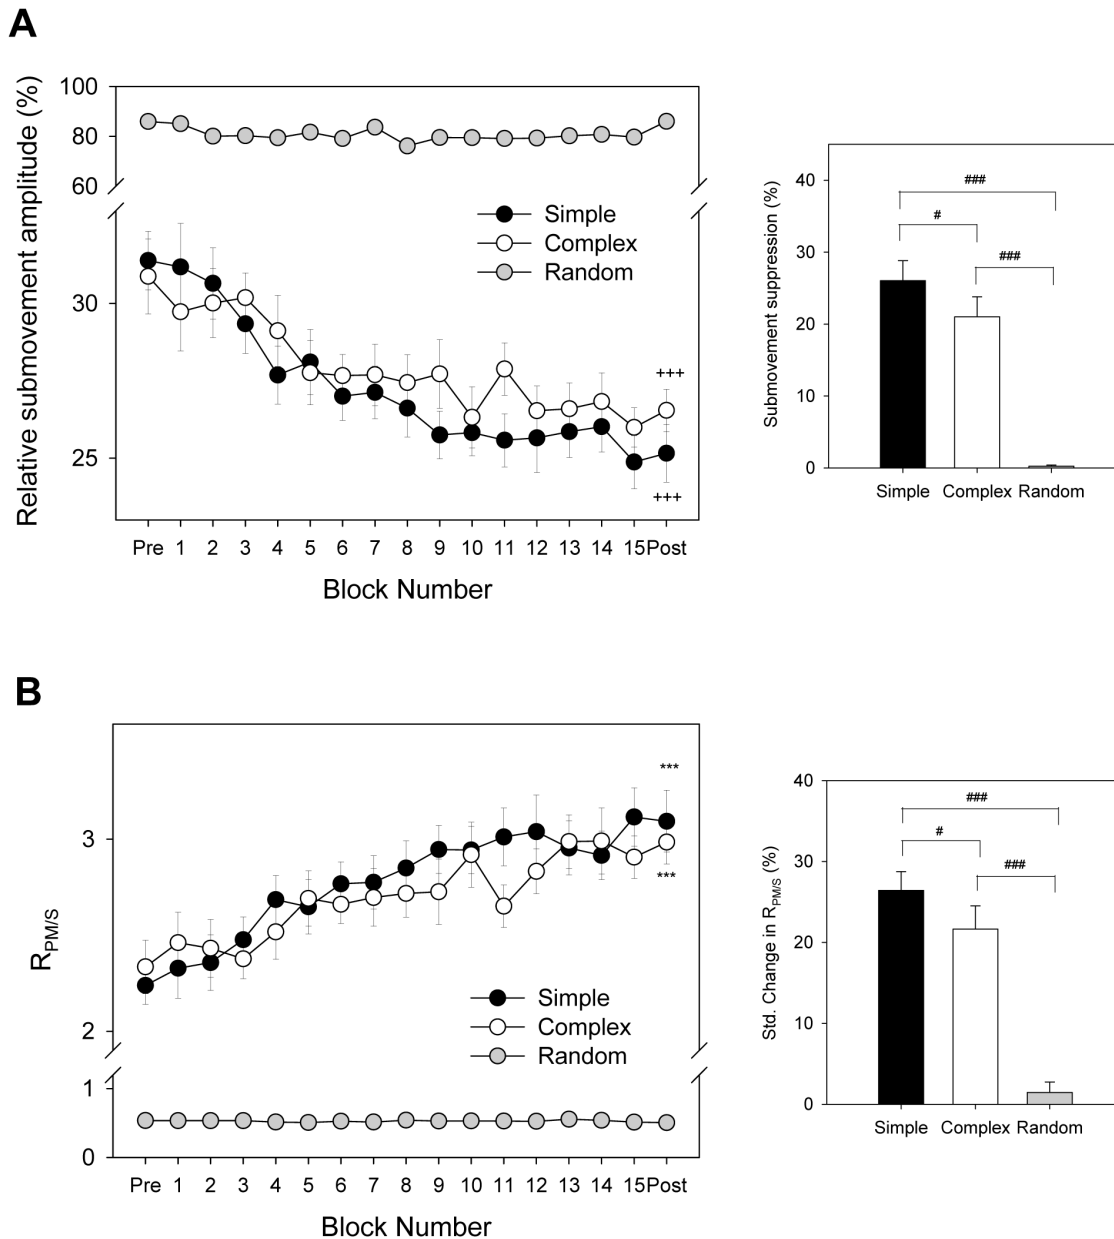 A
Relative submovement amplitude (%)
100
80
60
30
25
Simple
Complex
Random
+++
+++
Pre 1 2 3 4 5 6 7 8 9 10 11 12 13 14 15 Post
Block Number
Submovement suppression (%)
40
30
20
10
0
###
#
###
Simple Complex Random
B
R_PM/S
3
2
1
0
***
***
Simple
Complex
Random
Pre 1 2 3 4 5 6 7 8 9 10 11 12 13 14 15 Post
Block Number
Std. Change in R_PM/S (%)
40
30
20
10
0
###
#
###
Simple Complex Random